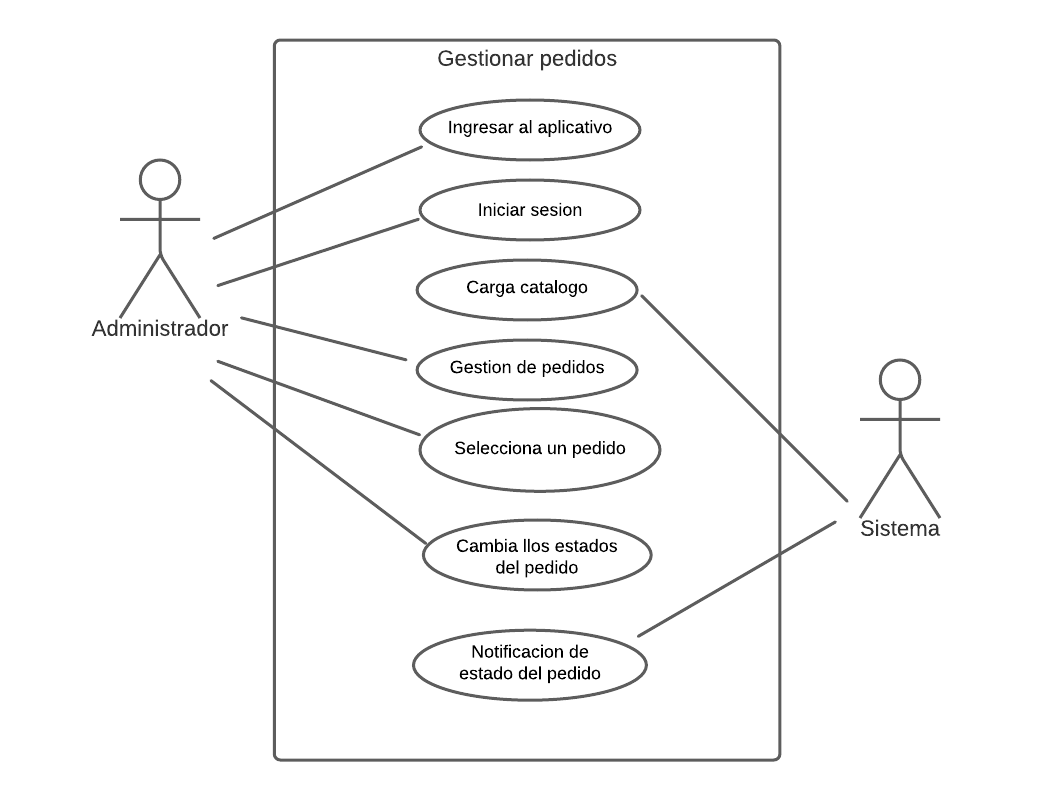 Gestionar pedidos
Ingresar al aplicativo
Iniciar sesion
Carga catalogo
Administrador
Gestion de pedidos
Selecciona un pedido
Sistema
Cambia llos estados
del pedido
Notificacion de
estado del pedido